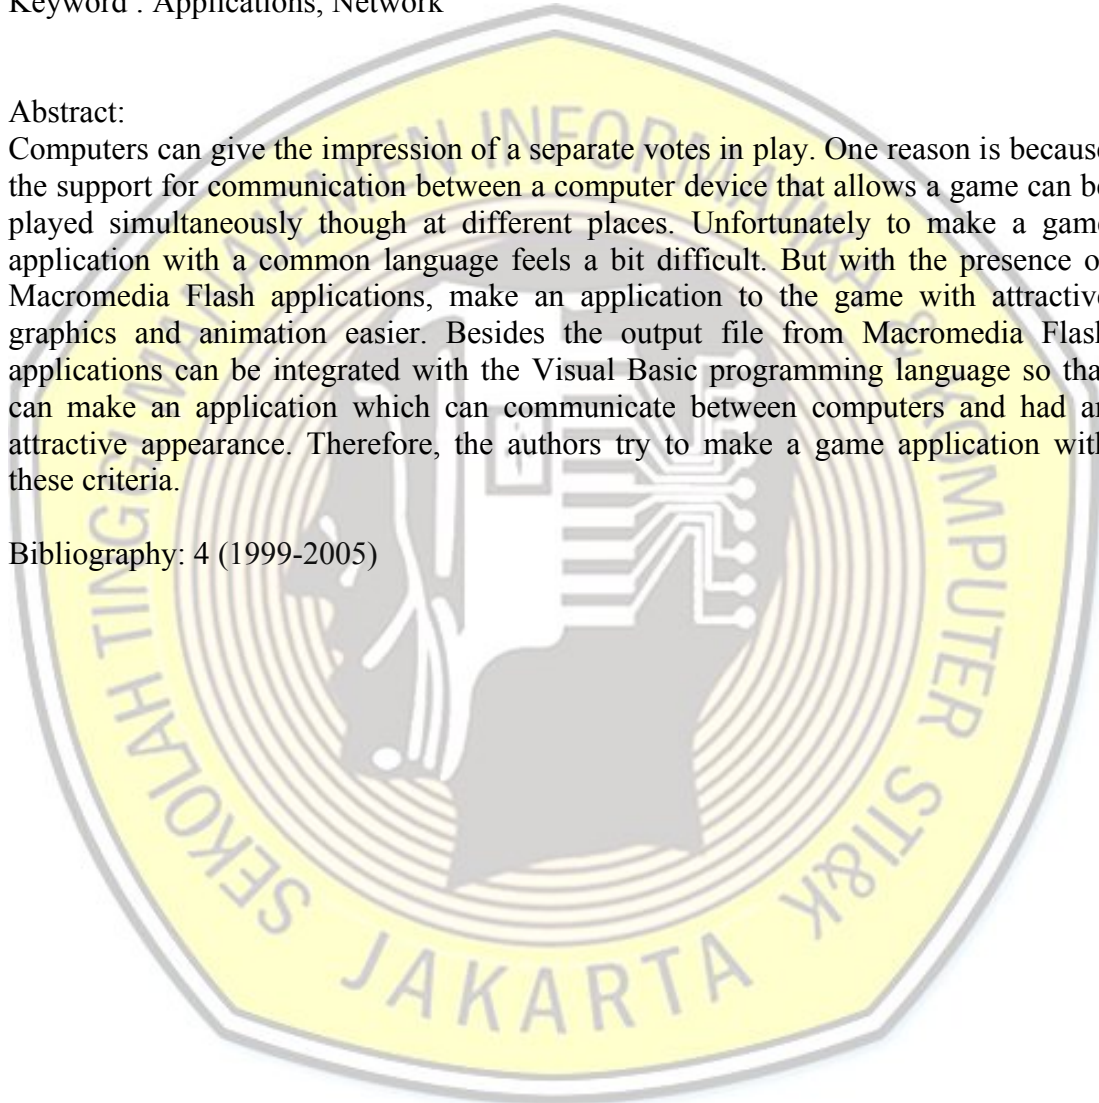 Keyword : Applications, Network
Abstract:
Computers can give the impression of a separate votes in play. One reason is because
the support for communication between a computer device that allows a game can be
played simultaneously though at different places. Unfortunately to make a game
application with a common language feels a bit difficult. But with the presence of
Macromedia Flash applications, make an application to the game with attractive
graphics and animation easier. Besides the output file from Macromedia Flash
applications can be integrated with the Visual Basic programming language so that
can make an application which can communicate between computers and had an
attractive appearance. Therefore, the authors try to make a game application with
these criteria.
Bibliography: 4 (1999-2005)
SEKOLAH TINGGI MANAJEMEN INFORMATIKA & KOMPUTER STI&K
JAKARTA